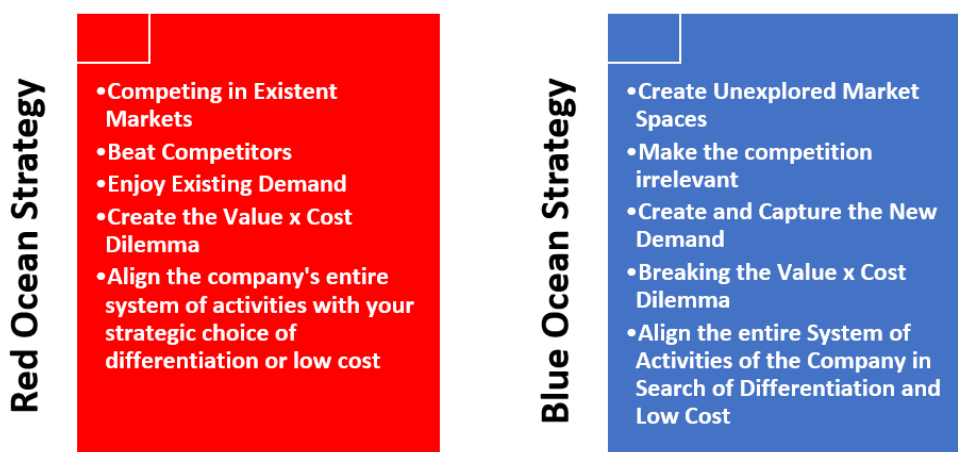 Red Ocean Strategy
•Competing in Existent
Markets
•Beat Competitors
•Enjoy Existing Demand
•Create the Value x Cost
Dilemma
•Align the company's entire
system of activities with your
strategic choice of
differentiation or low cost
Blue Ocean Strategy
•Create Unexplored Market
Spaces
•Make the competition
irrelevant
•Create and Capture the New
Demand
•Breaking the Value x Cost
Dilemma
•Align the entire System of
Activities of the Company in
Search of Differentiation and
Low Cost